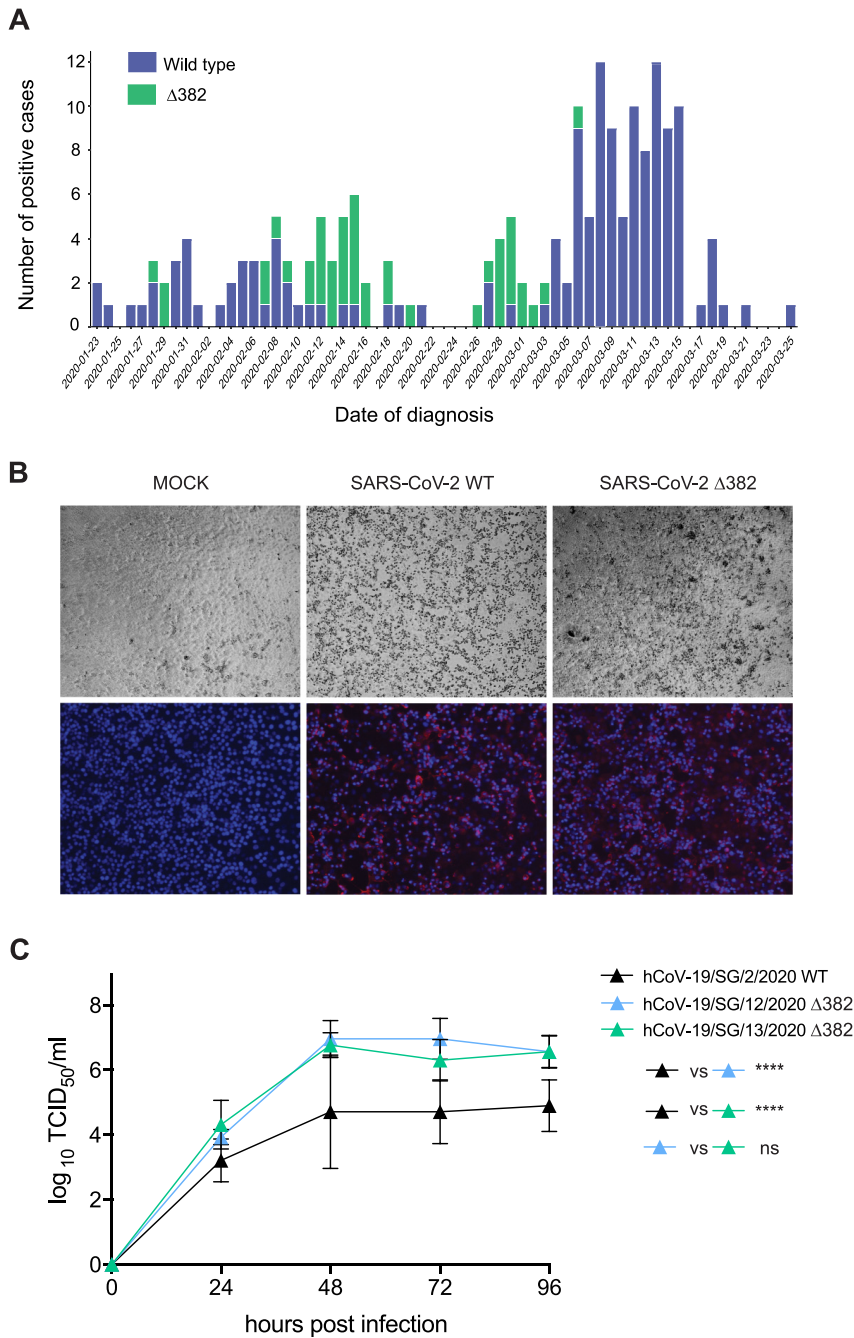 A
Wild type
Δ382
Number of positive cases
12
10
8
6
4
2
0
2020-01-23
2020-01-25
2020-01-27
2020-01-29
2020-01-31
2020-02-02
2020-02-04
2020-02-06
2020-02-08
2020-02-10
2020-02-12
2020-02-14
2020-02-16
2020-02-18
2020-02-20
2020-02-22
2020-02-24
2020-02-26
2020-02-28
2020-03-01
2020-03-03
2020-03-05
2020-03-07
2020-03-09
2020-03-11
2020-03-13
2020-03-15
2020-03-17
2020-03-19
2020-03-21
2020-03-23
2020-03-25
Date of diagnosis
B
MOCK
SARS-CoV-2 WT
SARS-CoV-2 Δ382
C
log 10 TCID50/ml
8
6
4
2
0
0 24 48 72 96
hours post infection
hCoV-19/SG/2/2020 WT
hCoV-19/SG/12/2020 Δ382
hCoV-19/SG/13/2020 Δ382
vs ****
vs ****
vs ns